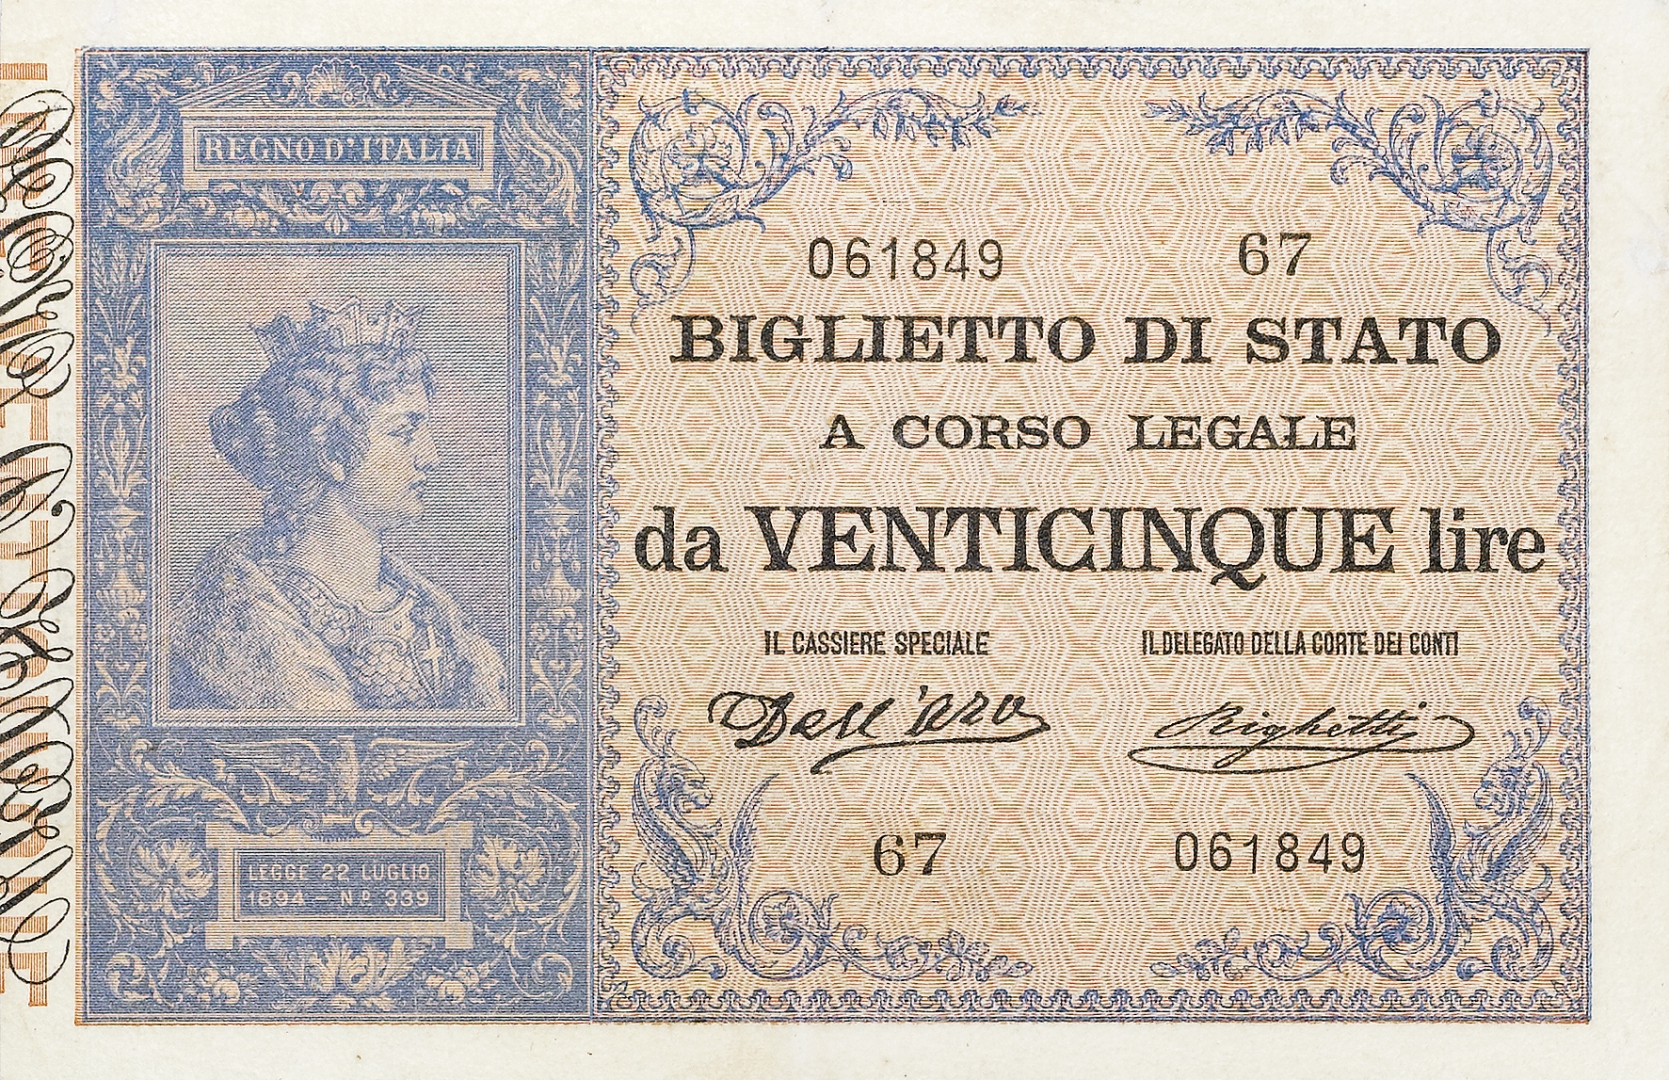 REGNO D'ITALIA
061849 67
BIGLIETTO DI STATO
A CORSO LEGALE
da VENTICINQUE lire
IL CASSIERE SPECIALE IL DELEGATO DELLA CORTE DEI CONTI
Dell'Ara Righetti
67 061849
LEGGE 22 LUGLIO
1894 - No. 339